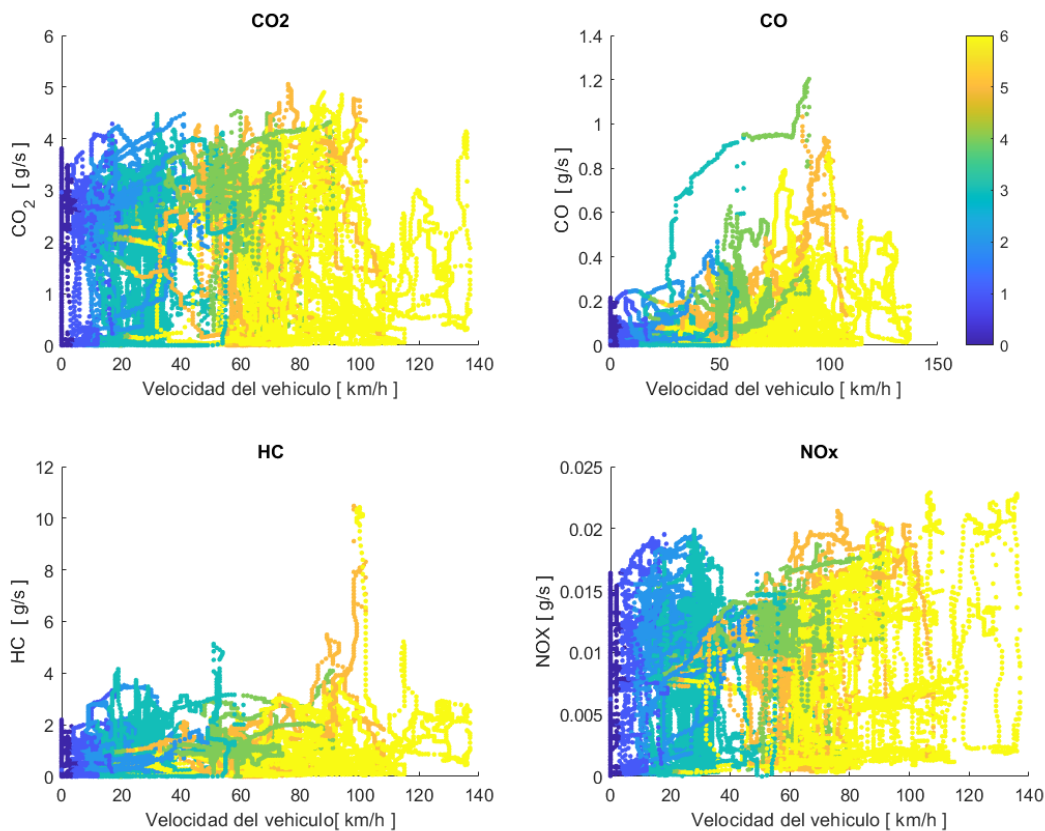 CO2
6
5
4
3
2
1
0
CO2 [ g/s]
0 20 40 60 80 100 120 140
Velocidad del vehiculo [ km/h ]
CO
1.4
1.2
1
0.8
0.6
0.4
0.2
0
CO [ g/s]
0 50 100 150
Velocidad del vehiculo [ km/h ]
6
5
4
3
2
1
0
HC
12
10
8
6
4
2
0
HC [ g/s]
0 20 40 60 80 100 120 140
Velocidad del vehiculo[ km/h ]
NOx
0.025
0.02
0.015
0.01
0.005
0
NOX [ g/s]
0 20 40 60 80 100 120 140
Velocidad del vehiculo [ km/h ]